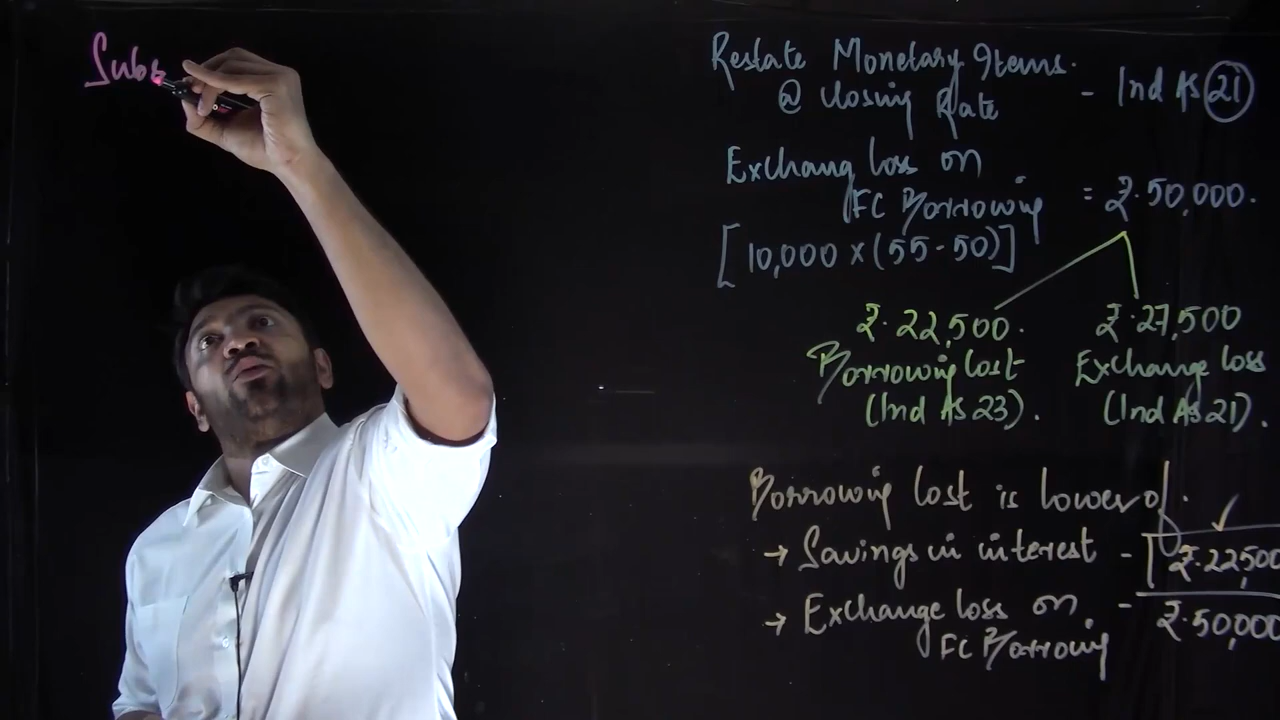 Subs
Restate Monetary Items.
@ Closing Rate
- Ind As 21
Exchang loss on
FC Borrowing
= ₹.50,000.
[10,000 x (55-50)]
₹.22,500.
₹.27,500
Borrowing Cost
(Ind As 23).
Exchange loss
(Ind As 21).
Borrowing Cost is lower of.
→ Savings in interest - ₹.22,500
→ Exchange loss on
FC Borrowing
- ₹.50,000